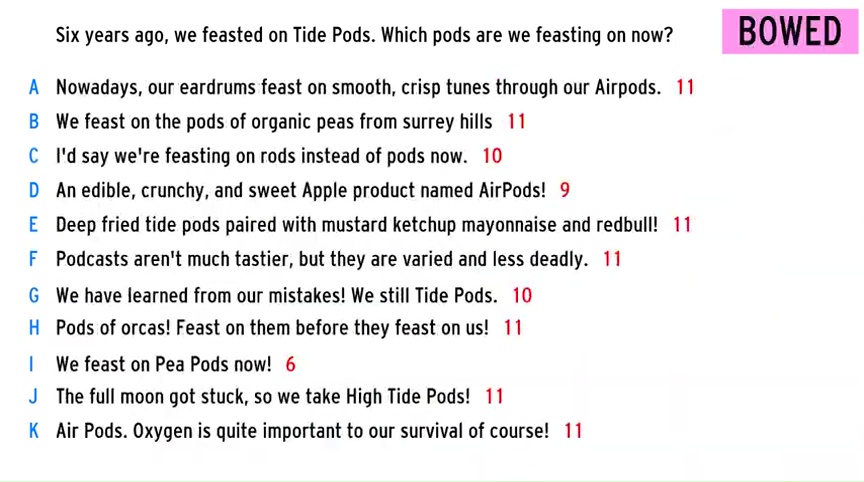 Six years ago, we feasted on Tide Pods. Which pods are we feasting on now?
BOWED
A Nowadays, our eardrums feast on smooth, crisp tunes through our Airpods. 11
B We feast on the pods of organic peas from surrey hills 11
C I'd say we're feasting on rods instead of pods now. 10
D An edible, crunchy, and sweet Apple product named AirPods! 9
E Deep fried tide pods paired with mustard ketchup mayonnaise and redbull! 11
F Podcasts aren't much tastier, but they are varied and less deadly. 11
G We have learned from our mistakes! We still Tide Pods. 10
H Pods of orcas! Feast on them before they feast on us! 11
I We feast on Pea Pods now! 6
J The full moon got stuck, so we take High Tide Pods! 11
K Air Pods. Oxygen is quite important to our survival of course! 11